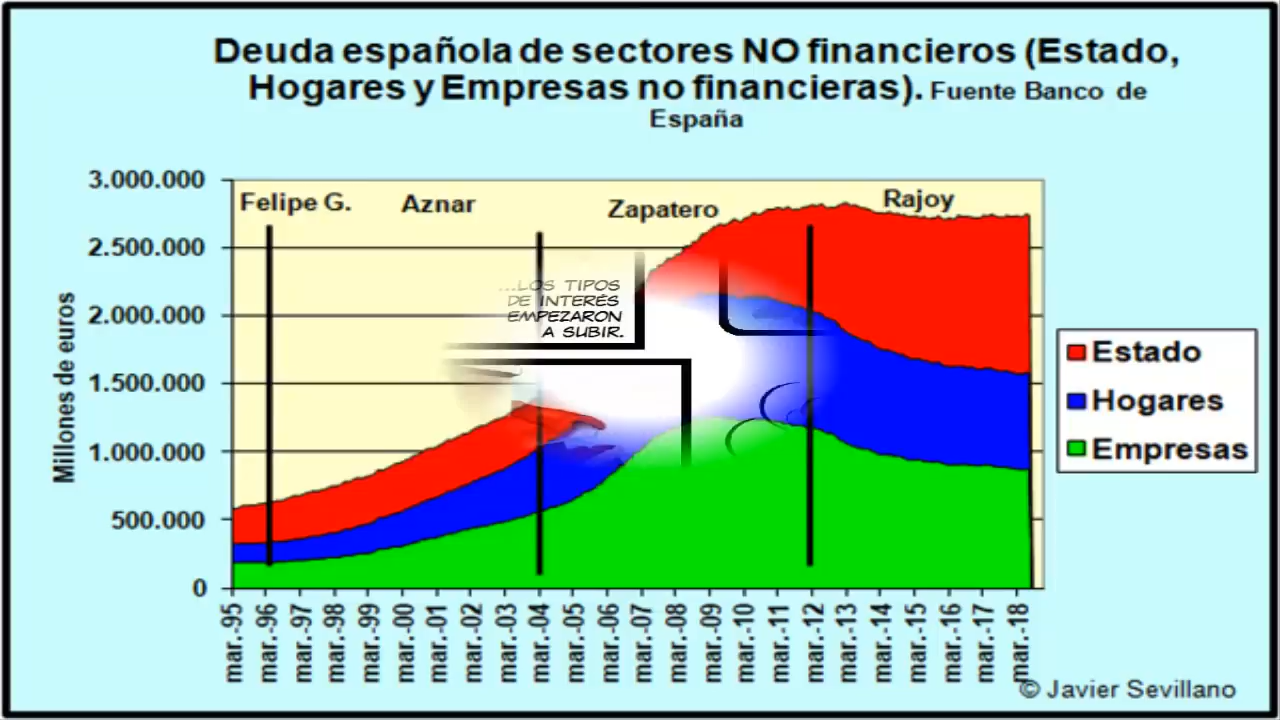 Deuda española de sectores NO financieros (Estado,
Hogares y Empresas no financieras). Fuente Banco de
España
3.000.000
2.500.000
2.000.000
1.500.000
1.000.000
500.000
0
Millones de euros
Felipe G.
Aznar
Zapatero
Rajoy
...LOS TIPOS
DE INTERÉS
EMPEZARON
A SUBIR.
Estado
Hogares
Empresas
mar.-95
mar.-96
mar.-97
mar.-98
mar.-99
mar.-00
mar.-01
mar.-02
mar.-03
mar.-04
mar.-05
mar.-06
mar.-07
mar.-08
mar.-09
mar.-10
mar.-11
mar.-12
mar.-13
mar.-14
mar.-15
mar.-16
mar.-17
mar.-18
© Javier Sevillano